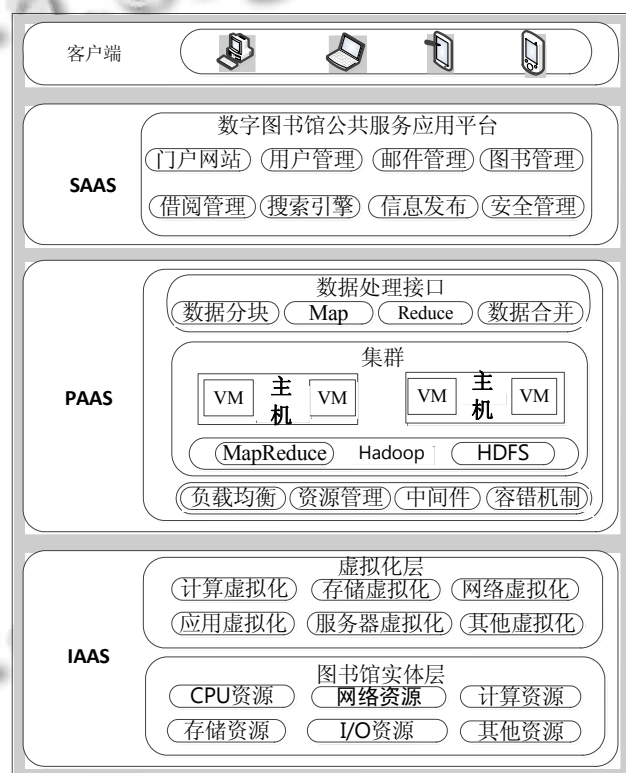 客户端
SAAS
数字图书馆公共服务应用平台
门户网站 用户管理 邮件管理 图书管理
借阅管理 搜索引擎 信息发布 安全管理
PAAS
数据处理接口
数据分块 Map Reduce 数据合并
集群
VM 主机 VM VM 主机 VM
MapReduce Hadoop HDFS
负载均衡 资源管理 中间件 容错机制
IAAS
虚拟化层
计算虚拟化 存储虚拟化 网络虚拟化
应用虚拟化 服务器虚拟化 其他虚拟化
图书馆实体层
CPU资源 网络资源 计算资源
存储资源 I/O资源 其他资源